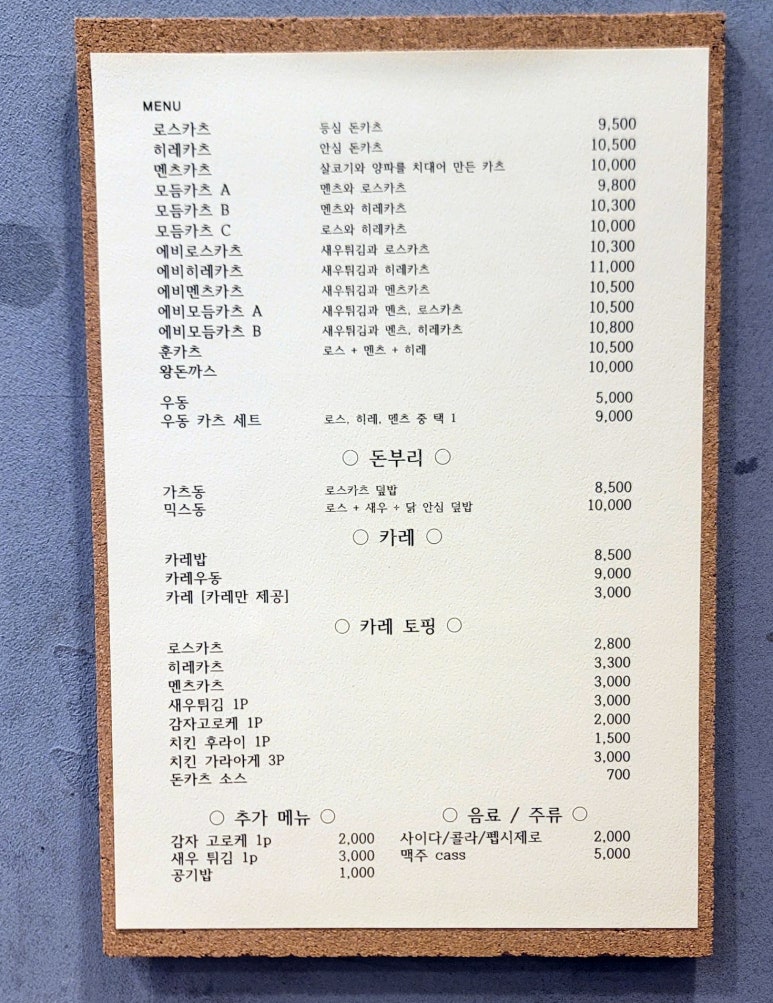 MENU
로스카츠 등심 돈카츠 9,500
히레카츠 안심 돈카츠 10,500
멘츠카츠 살코기와 양파를 치대어 만든 카츠 10,000
모듬카츠 A 멘츠와 로스카츠 9,800
모듬카츠 B 멘츠와 히레카츠 10,300
모듬카츠 C 로스와 히레카츠 10,000
에비로스카츠 새우튀김과 로스카츠 10,300
에비히레카츠 새우튀김과 히레카츠 11,000
에비멘츠카츠 새우튀김과 멘츠카츠 10,500
에비모듬카츠 A 새우튀김과 멘츠, 로스카츠 10,500
에비모듬카츠 B 새우튀김과 멘츠, 히레카츠 10,800
훈카츠 로스 + 멘츠 + 히레 10,500
왕돈까스 10,000
우동 5,000
우동 카츠 세트 로스, 히레, 멘츠 중 택 1 9,000
○ 돈부리 ○
가츠동 로스카츠 덮밥 8,500
믹스동 로스 + 새우 + 닭 안심 덮밥 10,000
○ 카레 ○
카레밥 8,500
카레우동 9,000
카레 [카레만 제공] 3,000
○ 카레 토핑 ○
로스카츠 2,800
히레카츠 3,300
멘츠카츠 3,000
새우튀김 1P 3,000
감자고로케 1P 2,000
치킨 후라이 1P 1,500
치킨 가라아게 3P 3,000
돈카츠 소스 700
○ 추가 메뉴 ○
감자 고로케 1p 2,000
새우 튀김 1p 3,000
공기밥 1,000
○ 음료 / 주류 ○
사이다/콜라/펩시제로 2,000
맥주 cass 5,000